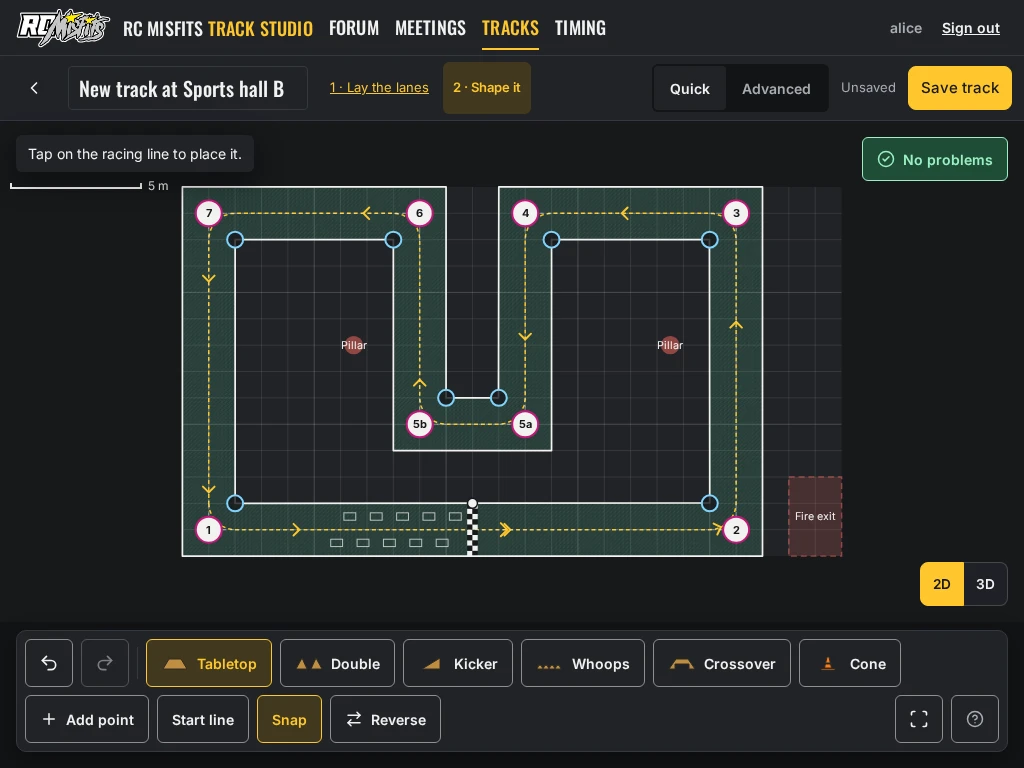 RC Misfits RC MISFITS TRACK STUDIO FORUM MEETINGS TRACKS TIMING alice Sign out
New track at Sports hall B 1 · Lay the lanes 2 · Shape it Quick Advanced Unsaved Save track
Tap on the racing line to place it.
No problems
5 m
7 6 4 3
Pillar Pillar
5b 5a
Fire exit
1 2
2D 3D
Tabletop Double Kicker Whoops Crossover Cone
Add point Start line Snap Reverse